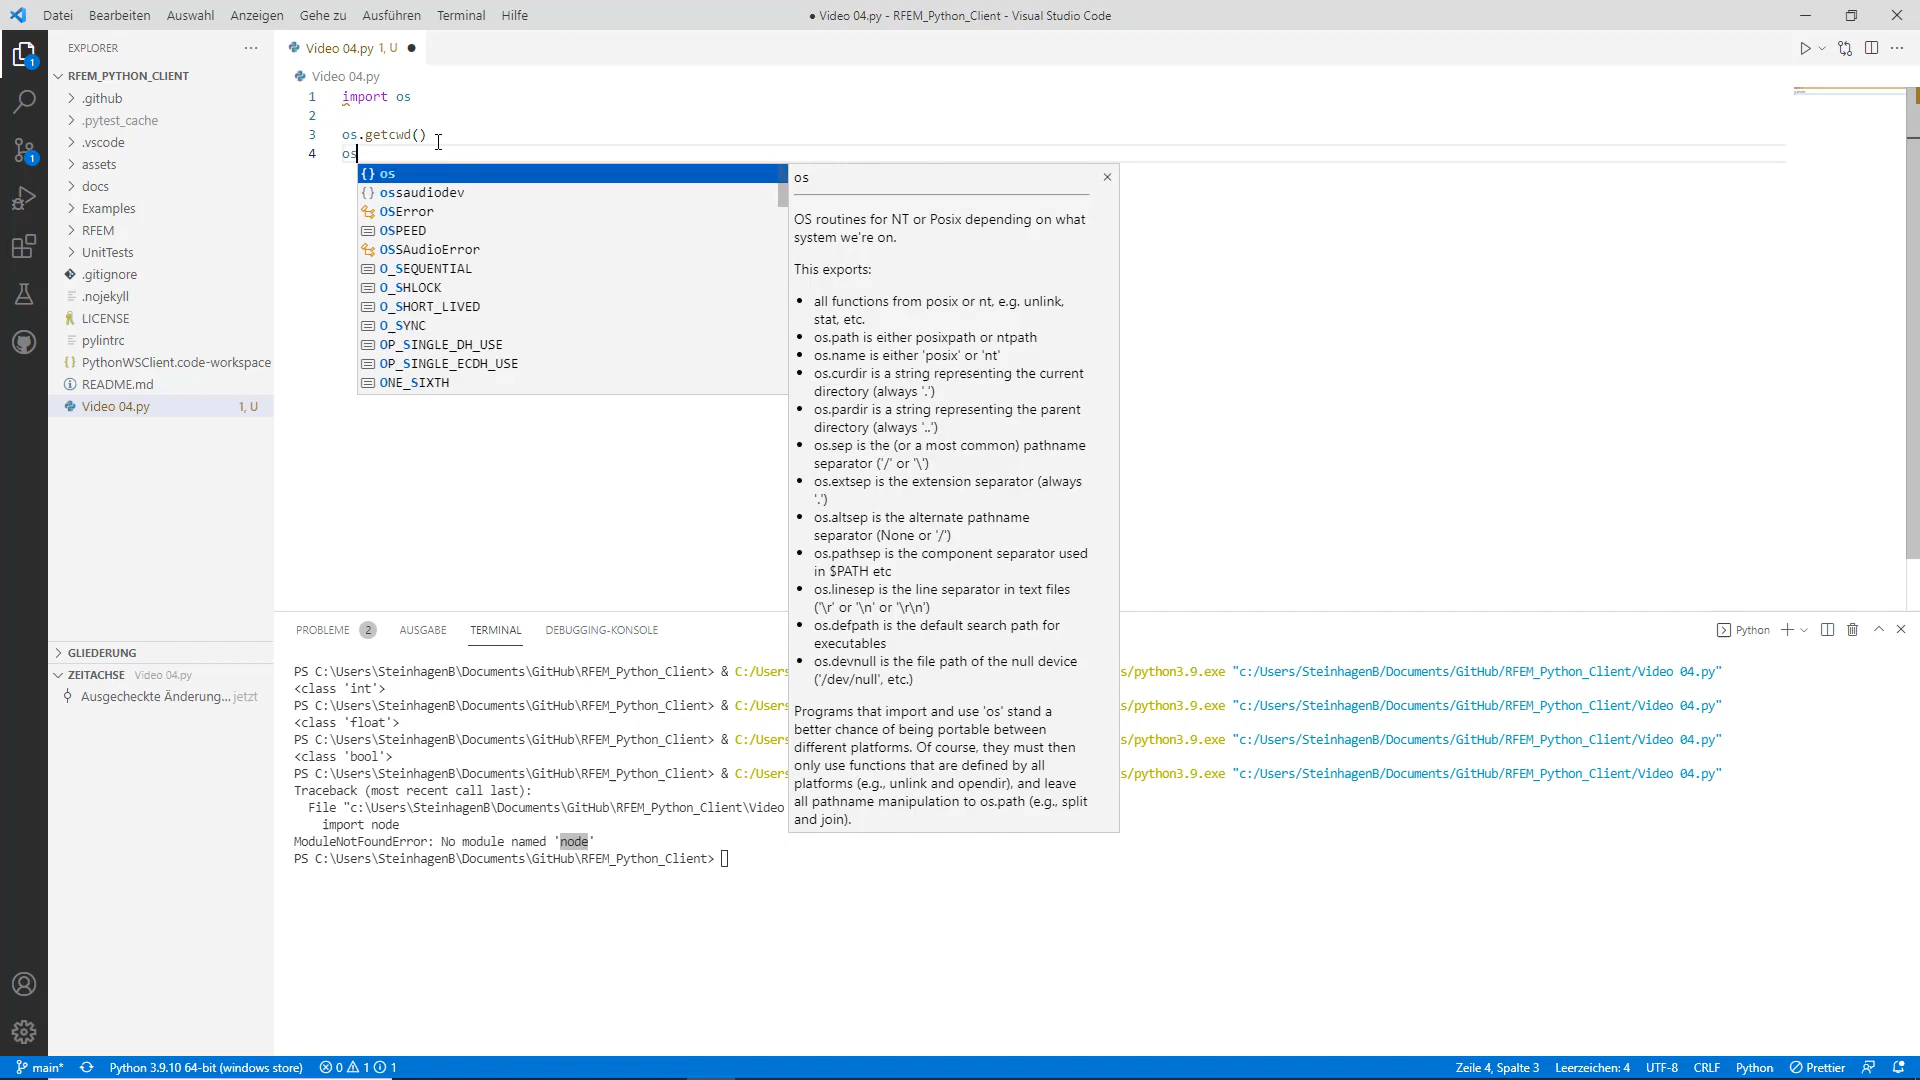 Datei Bearbeiten Auswahl Anzeigen Gehe zu Ausführen Terminal Hilfe
● Video 04.py - RFEM_Python_Client - Visual Studio Code
EXPLORER
RFEM_PYTHON_CLIENT
.github
.pytest_cache
.vscode
assets
docs
Examples
RFEM
UnitTests
.gitignore
.nojekyll
LICENSE
pylintrc
PythonWSClient.code-workspace
README.md
Video 04.py 1, U
GLIEDERUNG
ZEITACHSE Video 04.py
Ausgecheckte Änderung... jetzt
1
1
Video 04.py 1, U ●
Video 04.py
1 import os
2
3 os.getcwd()
4 os
{} os
{} ossaudiodev
OSError
OSPEED
OSSAudioError
O_SEQUENTIAL
O_SHLOCK
O_SHORT_LIVED
O_SYNC
OP_SINGLE_DH_USE
OP_SINGLE_ECDH_USE
ONE_SIXTH
os
OS routines for NT or Posix depending on what
system we're on.
This exports:
• all functions from posix or nt, e.g. unlink,
stat, etc.
• os.path is either posixpath or ntpath
• os.name is either 'posix' or 'nt'
• os.curdir is a string representing the current
directory (always '.')
• os.pardir is a string representing the parent
directory (always '..')
• os.sep is the (or a most common) pathname
separator ('/' or '\')
• os.extsep is the extension separator (always
'.')
• os.altsep is the alternate pathname
separator (None or '/')
• os.pathsep is the component separator used
in $PATH etc
• os.linesep is the line separator in text files
('\r' or '\n' or '\r\n')
• os.defpath is the default search path for
executables
• os.devnull is the file path of the null device
('/dev/null', etc.)
Programs that import and use 'os' stand a
better chance of being portable between
different platforms. Of course, they must then
only use functions that are defined by all
platforms (e.g., unlink and opendir), and leave
all pathname manipulation to os.path (e.g., split
and join).
PROBLEME 2 AUSGABE TERMINAL DEBUGGING-KONSOLE
Python
PS C:\Users\SteinhagenB\Documents\GitHub\RFEM_Python_Client> & C:/Users s/python3.9.exe "c:/Users/SteinhagenB/Documents/GitHub/RFEM_Python_Client/Video 04.py"
<class 'int'>
PS C:\Users\SteinhagenB\Documents\GitHub\RFEM_Python_Client> & C:/Users s/python3.9.exe "c:/Users/SteinhagenB/Documents/GitHub/RFEM_Python_Client/Video 04.py"
<class 'float'>
PS C:\Users\SteinhagenB\Documents\GitHub\RFEM_Python_Client> & C:/Users s/python3.9.exe "c:/Users/SteinhagenB/Documents/GitHub/RFEM_Python_Client/Video 04.py"
<class 'bool'>
PS C:\Users\SteinhagenB\Documents\GitHub\RFEM_Python_Client> & C:/Users s/python3.9.exe "c:/Users/SteinhagenB/Documents/GitHub/RFEM_Python_Client/Video 04.py"
Traceback (most recent call last):
File "c:\Users\SteinhagenB\Documents\GitHub\RFEM_Python_Client\Video
import node
ModuleNotFoundError: No module named 'node'
PS C:\Users\SteinhagenB\Documents\GitHub\RFEM_Python_Client>
main* Python 3.9.10 64-bit (windows store) 0 1 1
Zeile 4, Spalte 3 Leerzeichen: 4 UTF-8 CRLF Python Prettier